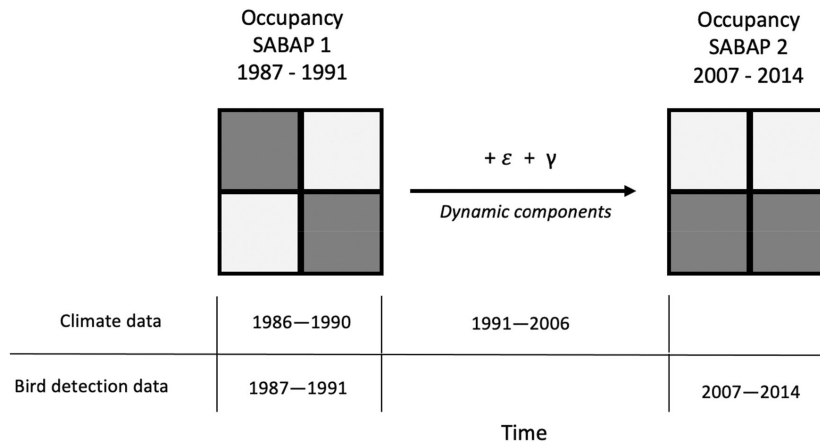 Occupancy
SABAP 1
1987 - 1991
Occupancy
SABAP 2
2007 - 2014
+ ε + γ
Dynamic components
Climate data 1986—1990 1991—2006
Bird detection data 1987—1991 2007—2014
Time